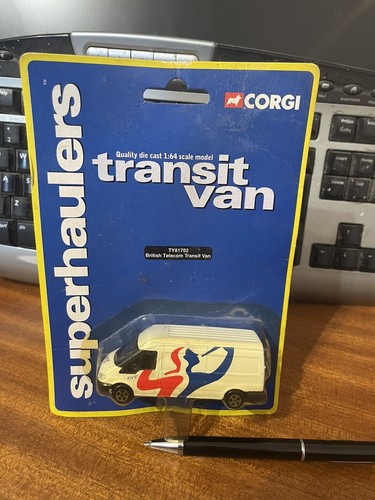 CORGI
Quality die cast 1:64 scale model
transit
van
superhaulers
TY81702
British Telecom Transit Van